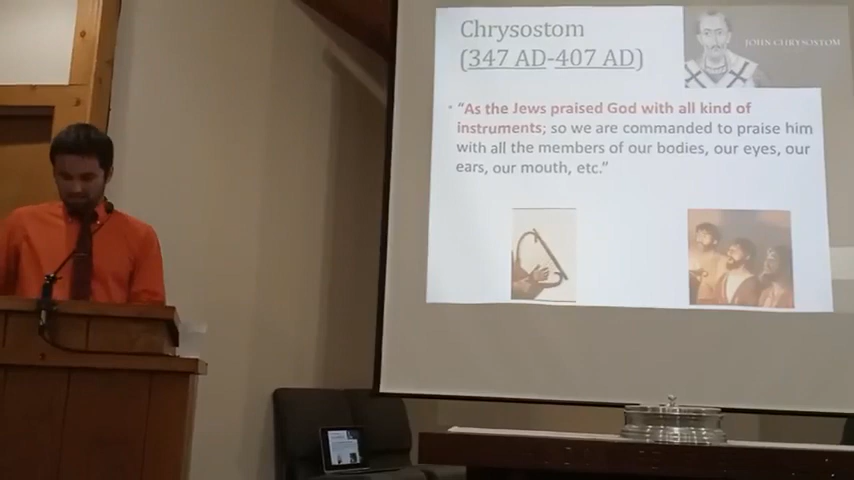 Chrysostom
(347 AD-407 AD)
JOHN CHRYSOSTOM
• "As the Jews praised God with all kind of
instruments; so we are commanded to praise him
with all the members of our bodies, our eyes, our
ears, our mouth, etc."